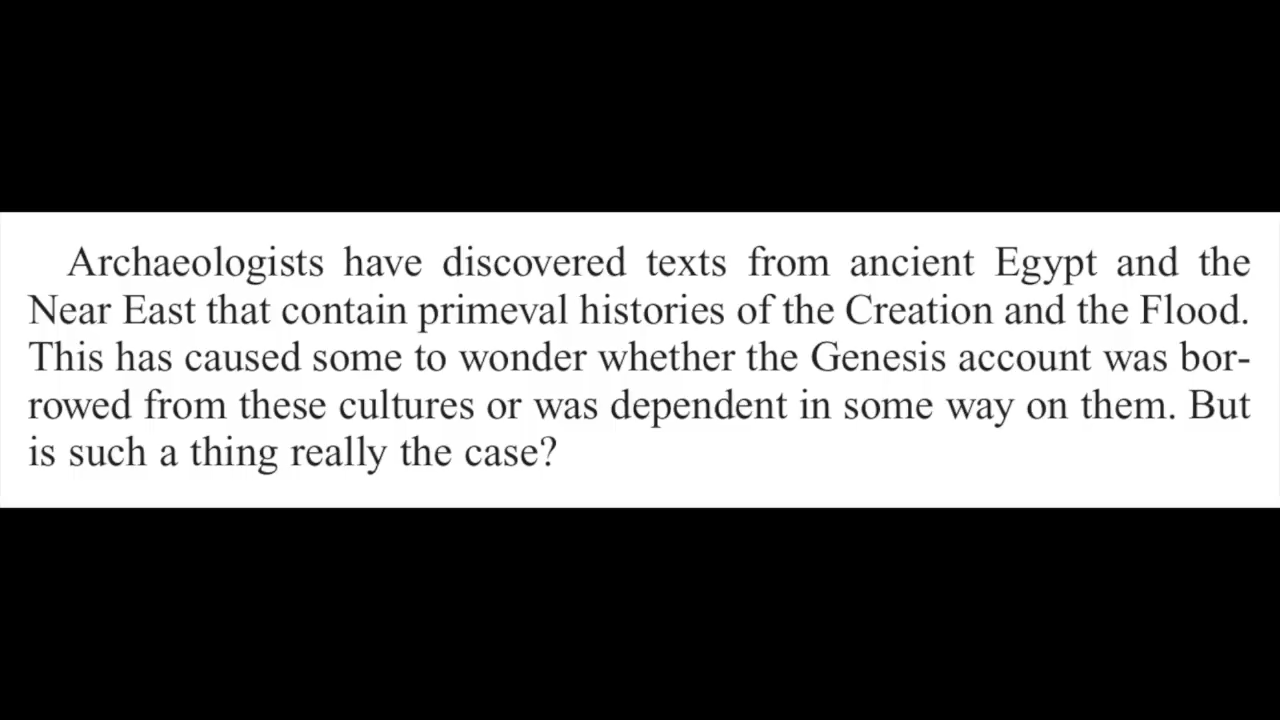 Archaeologists have discovered texts from ancient Egypt and the
Near East that contain primeval histories of the Creation and the Flood.
This has caused some to wonder whether the Genesis account was bor-
rowed from these cultures or was dependent in some way on them. But
is such a thing really the case?